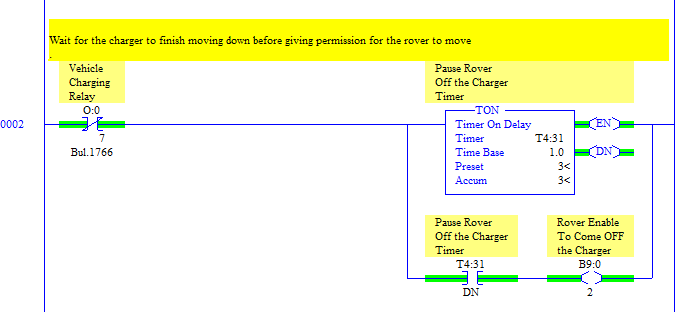 Wait for the charger to finish moving down before giving permission for the rover to move
.
Vehicle
Charging
Relay
O:0
0002
7
Bul.1766
Pause Rover
Off the Charger
Timer
TON
Timer On Delay
EN
Timer T4:31
Time Base 1.0
DN
Preset 3<
Accum 3<
Pause Rover
Off the Charger
Timer
T4:31
DN
Rover Enable
To Come OFF
the Charger
B9:0
2